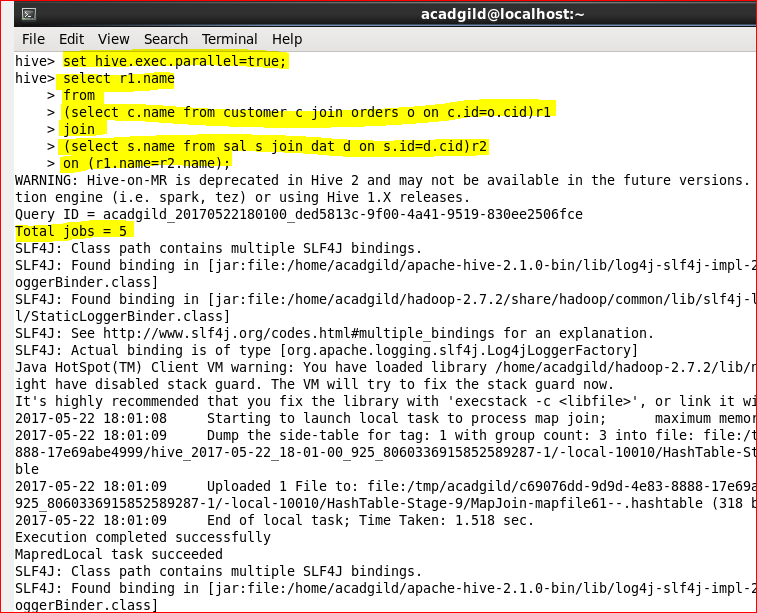 acadgild@localhost:~
File Edit View Search Terminal Help
hive> set hive.exec.parallel=true;
hive> select r1.name
    > from
    > (select c.name from customer c join orders o on c.id=o.cid)r1
    > join
    > (select s.name from sal s join dat d on s.id=d.cid)r2
    > on (r1.name=r2.name);
WARNING: Hive-on-MR is deprecated in Hive 2 and may not be available in the future versions.
tion engine (i.e. spark, tez) or using Hive 1.X releases.
Query ID = acadgild_20170522180100_ded5813c-9f00-4a41-9519-830ee2506fce
Total jobs = 5
SLF4J: Class path contains multiple SLF4J bindings.
SLF4J: Found binding in [jar:file:/home/acadgild/apache-hive-2.1.0-bin/lib/log4j-slf4j-impl-2
oggerBinder.class]
SLF4J: Found binding in [jar:file:/home/acadgild/hadoop-2.7.2/share/hadoop/common/lib/slf4j-l
l/StaticLoggerBinder.class]
SLF4J: See http://www.slf4j.org/codes.html#multiple_bindings for an explanation.
SLF4J: Actual binding is of type [org.apache.logging.slf4j.Log4jLoggerFactory]
Java HotSpot(TM) Client VM warning: You have loaded library /home/acadgild/hadoop-2.7.2/lib/n
ight have disabled stack guard. The VM will try to fix the stack guard now.
It's highly recommended that you fix the library with 'execstack -c <libfile>', or link it wi
2017-05-22 18:01:08     Starting to launch local task to process map join;      maximum memor
2017-05-22 18:01:09     Dump the side-table for tag: 1 with group count: 3 into file: file:/t
888-17e69abe4999/hive_2017-05-22_18-01-00_925_8060336915852589287-1/-local-10010/HashTable-St
ble
2017-05-22 18:01:09     Uploaded 1 File to: file:/tmp/acadgild/c69076dd-9d9d-4e83-8888-17e69a
925_8060336915852589287-1/-local-10010/HashTable-Stage-9/MapJoin-mapfile61--.hashtable (318 b
2017-05-22 18:01:09     End of local task; Time Taken: 1.518 sec.
Execution completed successfully
MapredLocal task succeeded
SLF4J: Class path contains multiple SLF4J bindings.
SLF4J: Found binding in [jar:file:/home/acadgild/apache-hive-2.1.0-bin/lib/log4j-slf4j-impl-2
oggerBinder.class]